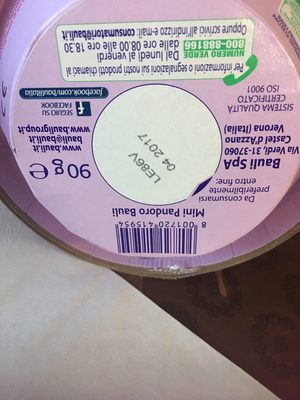 8 001720 415954
Mini Pandoro Bauli
Da consumarsi
preferibilmente
entro fine:
LE86V
04 2017
90g e
Bauli SpA
Via Verdi, 31-37060
Castel d'Azzano
Verona (Italia)
www.bauli.it
bauli@bauli.it
www.bauligroup.it
SISTEMA QUALITÀ
CERTIFICATO
ISO 9001
SEGUICI SU
FACEBOOK
facebook.com/bauliitalia
Per informazioni
o segnalazioni sui nostri prodotti chiamaci
NUMERO VERDE
800-888166
Dal lunedì al venerdì
dalle ore 08.00 alle ore 18.30
Oppure scrivici all'indirizzo e-mail:
consumatori@bauli.it